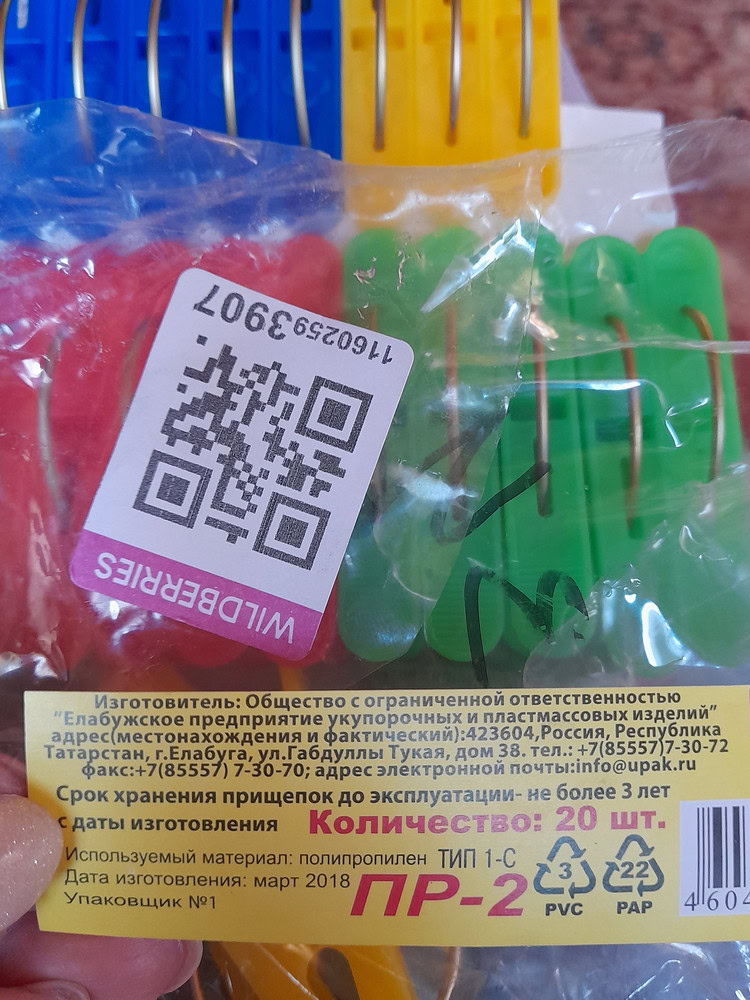 11602593907
WILDBERRIES
Изготовитель: Общество с ограниченной ответственностью
"Елабужское предприятие укупорочных и пластмассовых изделий"
адрес(местонахождения и фактический):423604,Россия, Республика
Татарстан, г.Елабуга, ул.Габдуллы Тукая, дом 38. тел.: +7(85557)7-30-72
факс:+7(85557) 7-30-70; адрес электронной почты:info@upak.ru
Срок хранения прищепок до эксплуатации- не более 3 лет
с даты изготовления Количество: 20 шт.
Используемый материал: полипропилен ТИП 1-С
Дата изготовления: март 2018
Упаковщик №1
ПР-2
3
PVC
22
PAP
4 604